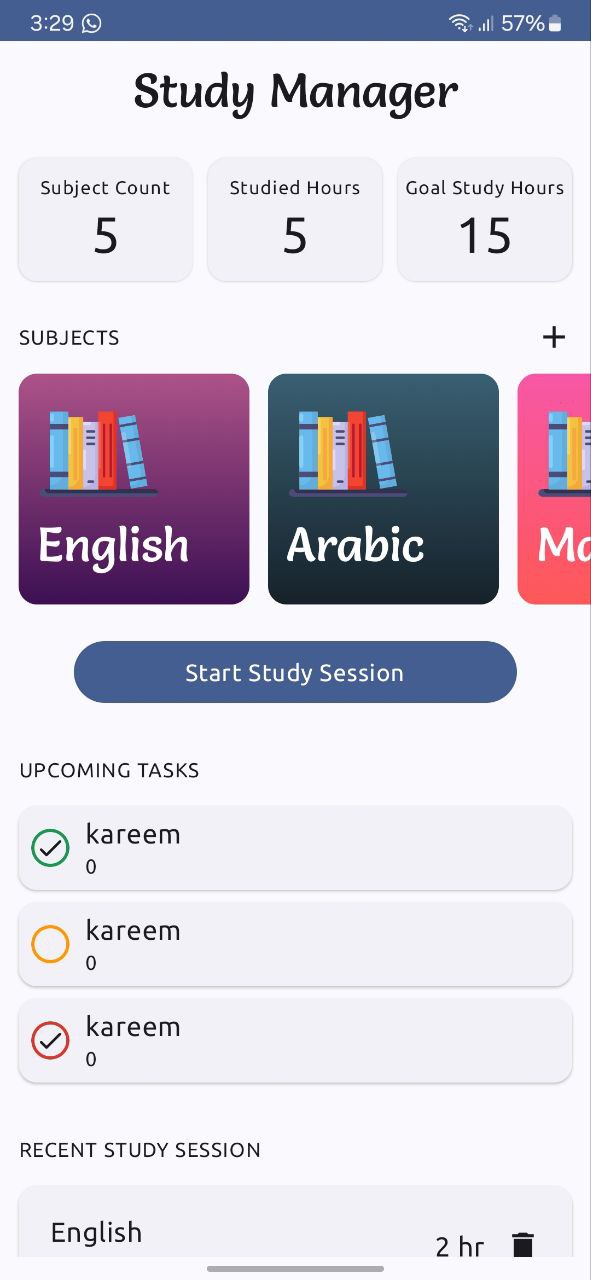 3:29 57%
Study Manager
Subject Count Studied Hours Goal Study Hours
5 5 15
SUBJECTS +
English Arabic
Start Study Session
UPCOMING TASKS
kareem
0
kareem
0
kareem
0
RECENT STUDY SESSION
English
2 hr